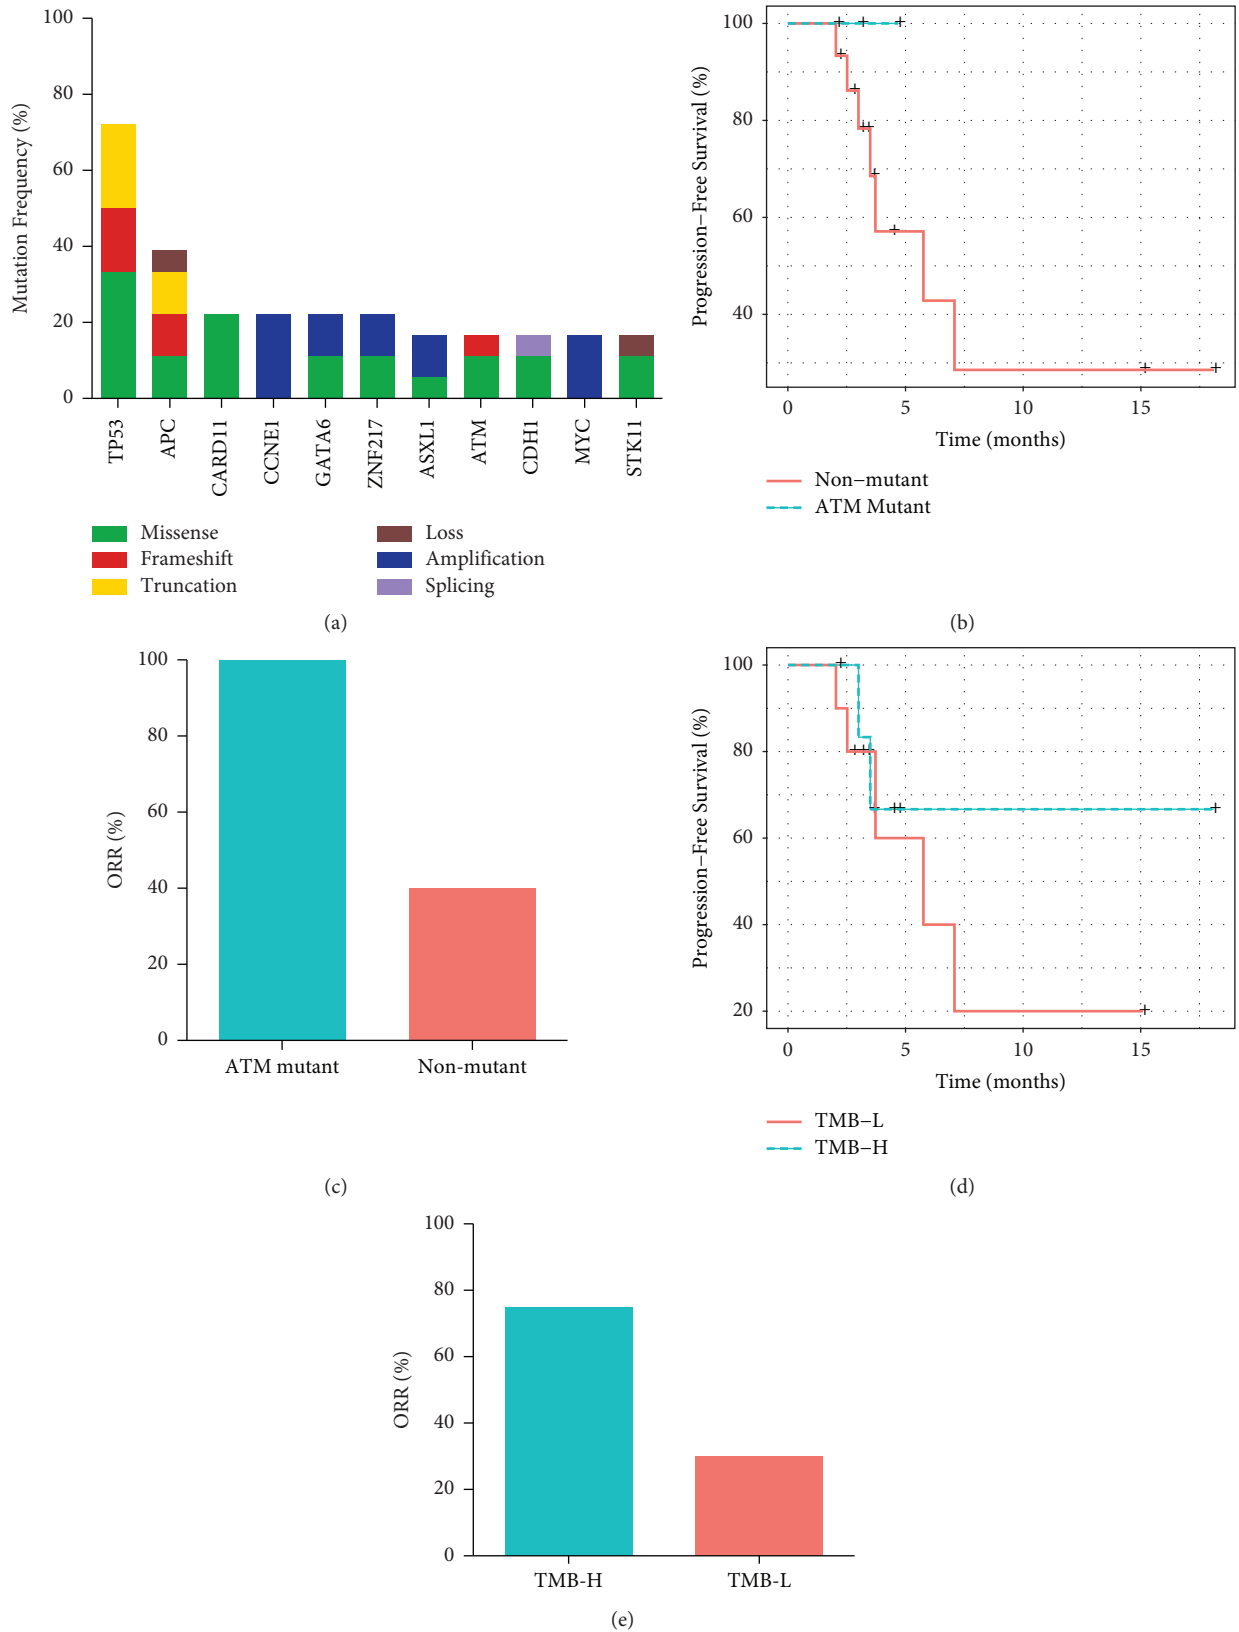 100
80
60
40
20
0
Mutation Frequency (%)
TP53
APC
CARD11
CCNE1
GATA6
ZNF217
ASXL1
ATM
CDH1
MYC
STK11
Missense
Frameshift
Truncation
Loss
Amplification
Splicing
(a)
100
80
60
40
Progression–Free Survival (%)
0
5
10
15
Time (months)
Non–mutant
ATM Mutant
(b)
100
80
60
40
20
0
ORR (%)
ATM mutant
Non-mutant
(c)
100
80
60
40
20
Progression–Free Survival (%)
0
5
10
15
Time (months)
TMB–L
TMB–H
(d)
100
80
60
40
20
0
ORR (%)
TMB-H
TMB-L
(e)